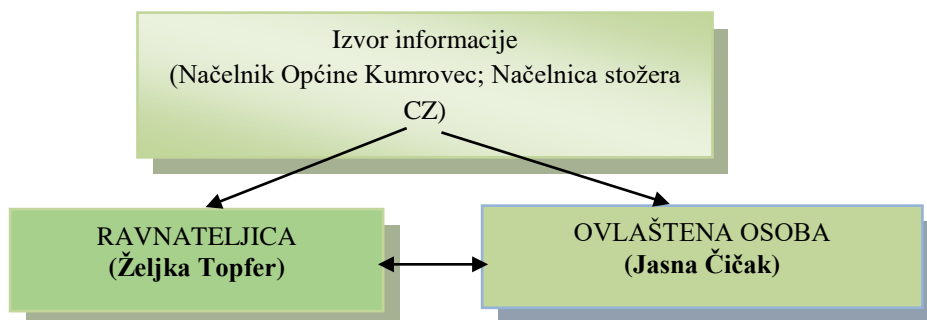 Izvor informacije
(Načelnik Općine Kumrovec; Načelnica stožera
CZ)
RAVNATELJICA
(Željka Topfer)
OVLAŠTENA OSOBA
(Jasna Čičak)